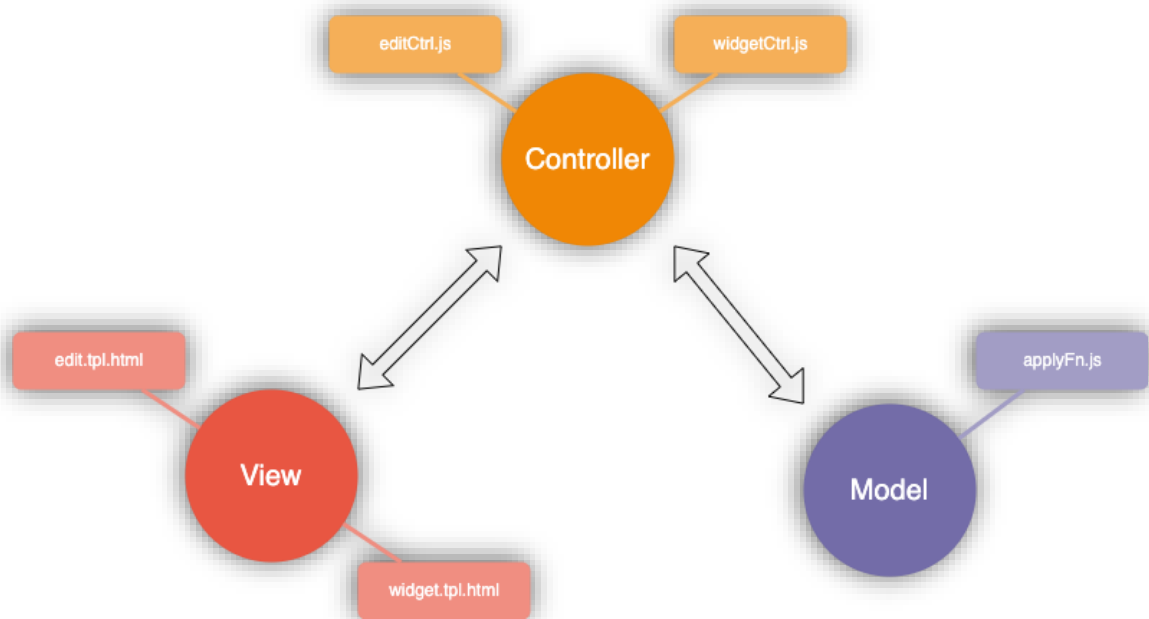 editCtrl.js
widgetCtrl.js
Controller
edit.tpl.html
applyFn.js
View
Model
widget.tpl.html